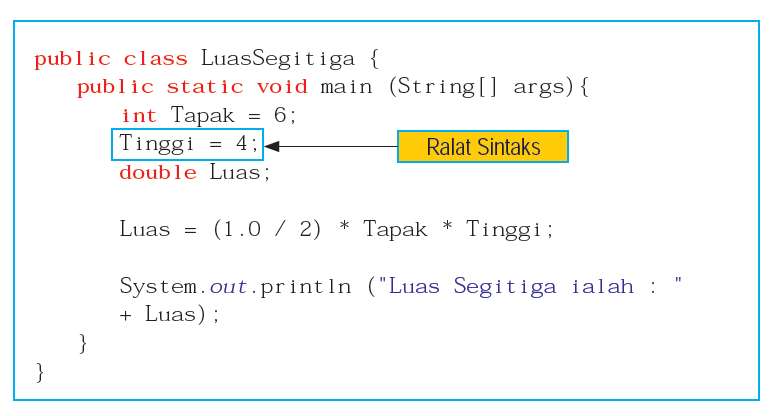 public class LuasSegitiga {
public static void main (String[] args){
int Tapak = 6;
Tinggi = 4;
Ralat Sintaks
double Luas;
Luas = (1.0 / 2) * Tapak * Tinggi;
System.out.println ("Luas Segitiga ialah : "
+ Luas);
}
}